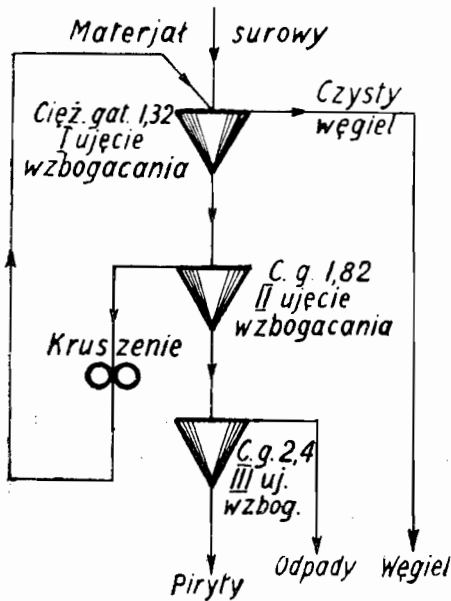 Materjał surowy
Czysty
węgiel
Cięż. gat. 1,32
I ujęcie
wzbogacania
C. g. 1,82
II ujęcie
wzbogacania
Kruszenie
C. g. 2,4
III uj.
wzbog.
Piryty
Odpady
Węgiel